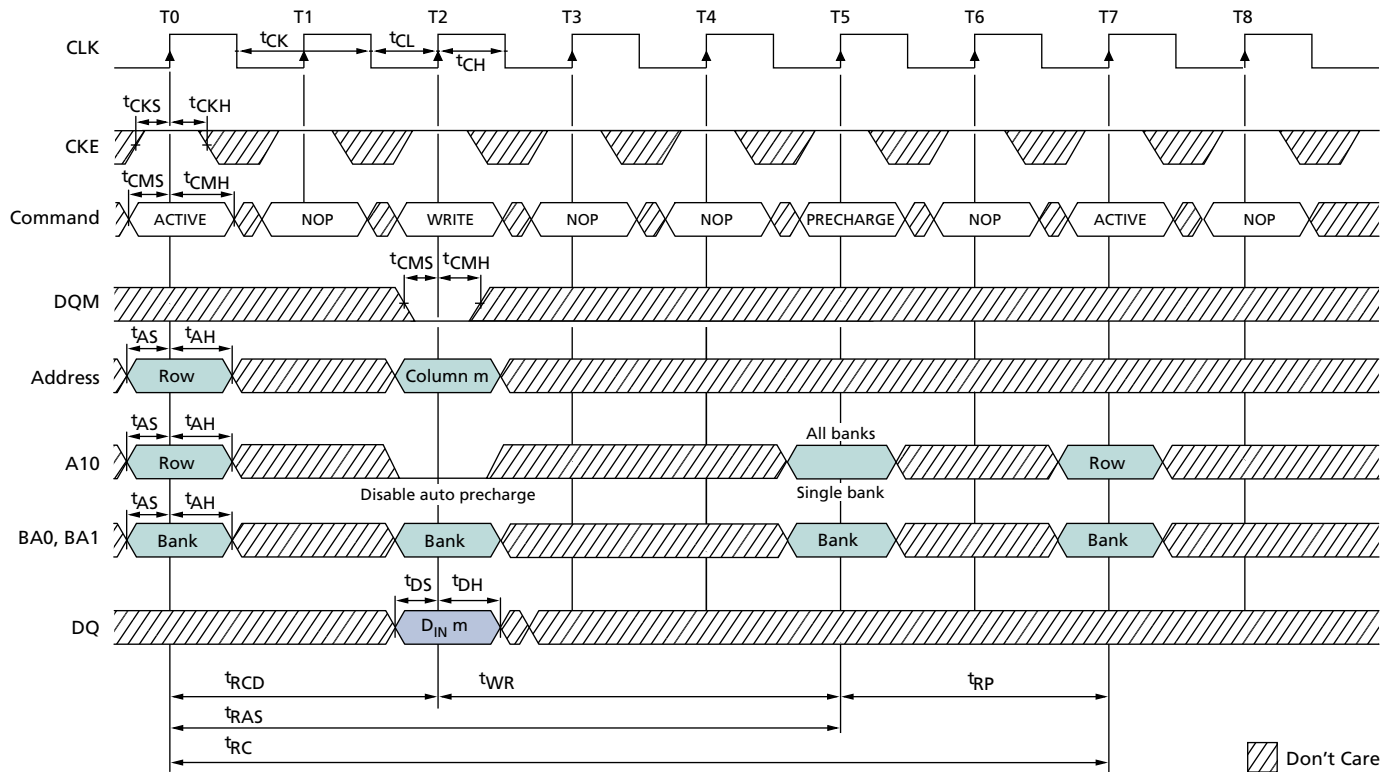 T0 T1 T2 T3 T4 T5 T6 T7 T8
CLK
tCK tCL
tCH
tCKS tCKH
CKE
tCMS tCMH
Command ACTIVE NOP WRITE NOP NOP PRECHARGE NOP ACTIVE NOP
tCMS tCMH
DQM
tAS tAH
Address Row Column m
tAS tAH
All banks
A10 Row Row
Disable auto precharge Single bank
tAS tAH
BA0, BA1 Bank Bank Bank Bank
tDS tDH
DQ DIN m
tRCD tWR tRP
tRAS
tRC
Don't Care